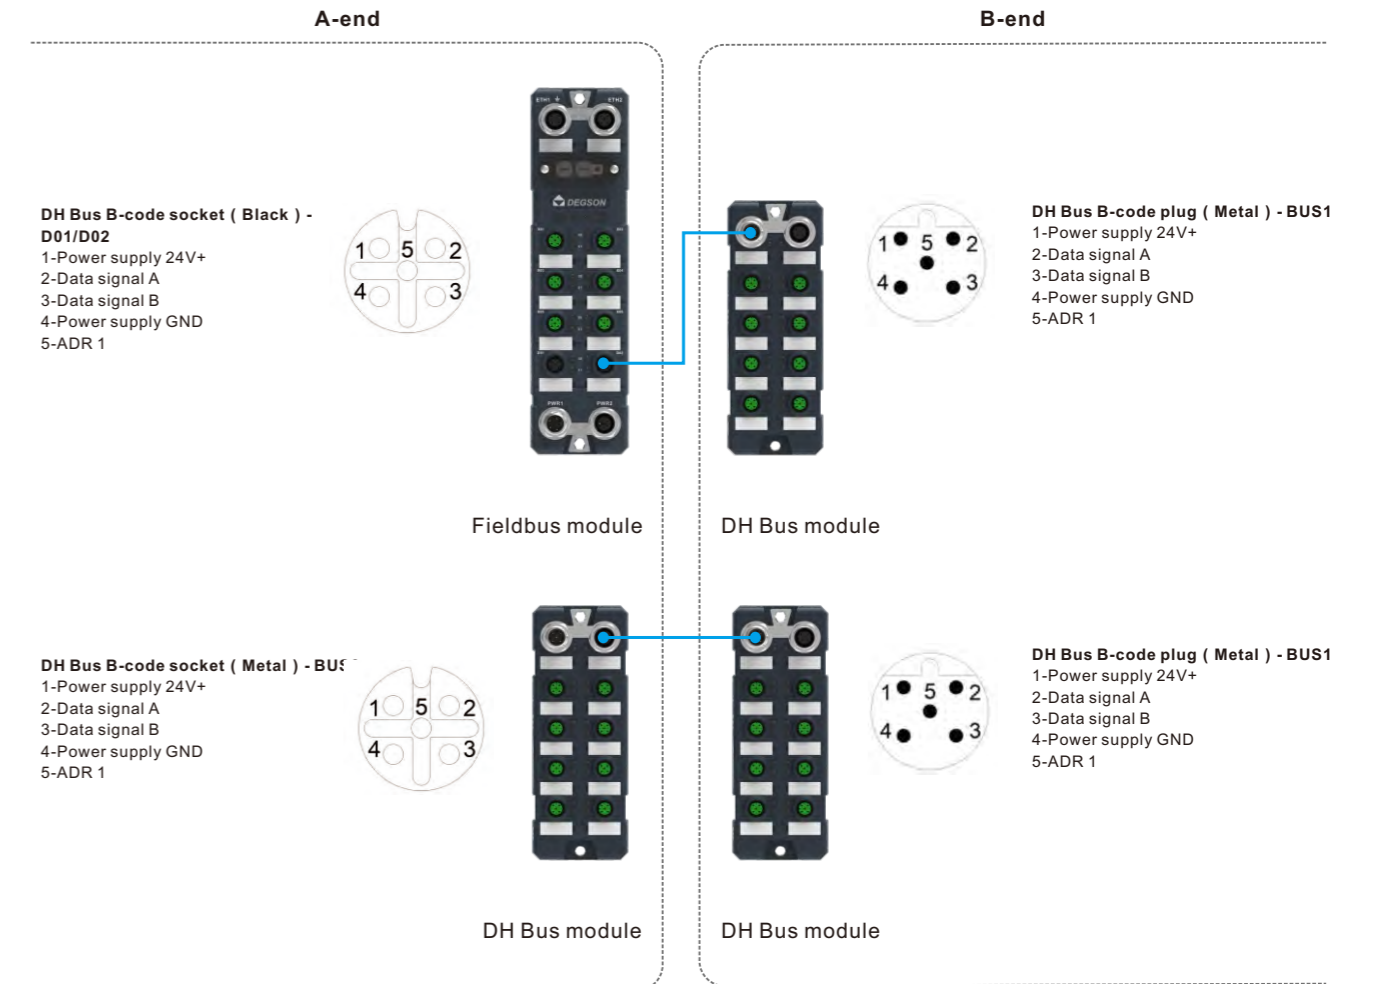 A-end
B-end
ETH1
ETH2
DEGSON
PWR1
PWR2
DH Bus B-code socket ( Black ) -
D01/D02
1-Power supply 24V+
2-Data signal A
3-Data signal B
4-Power supply GND
5-ADR 1
1 5 2
4 3
DH Bus B-code plug ( Metal ) - BUS1
1-Power supply 24V+
2-Data signal A
3-Data signal B
4-Power supply GND
5-ADR 1
1 5 2
4 3
Fieldbus module
DH Bus module
DH Bus B-code socket ( Metal ) -
1-Power supply 24V+
2-Data signal A
3-Data signal B
4-Power supply GND
5-ADR 1
1 5 2
4 3
DH Bus B-code plug ( Metal ) - BUS1
1-Power supply 24V+
2-Data signal A
3-Data signal B
4-Power supply GND
5-ADR 1
1 5 2
4 3
DH Bus module
DH Bus module